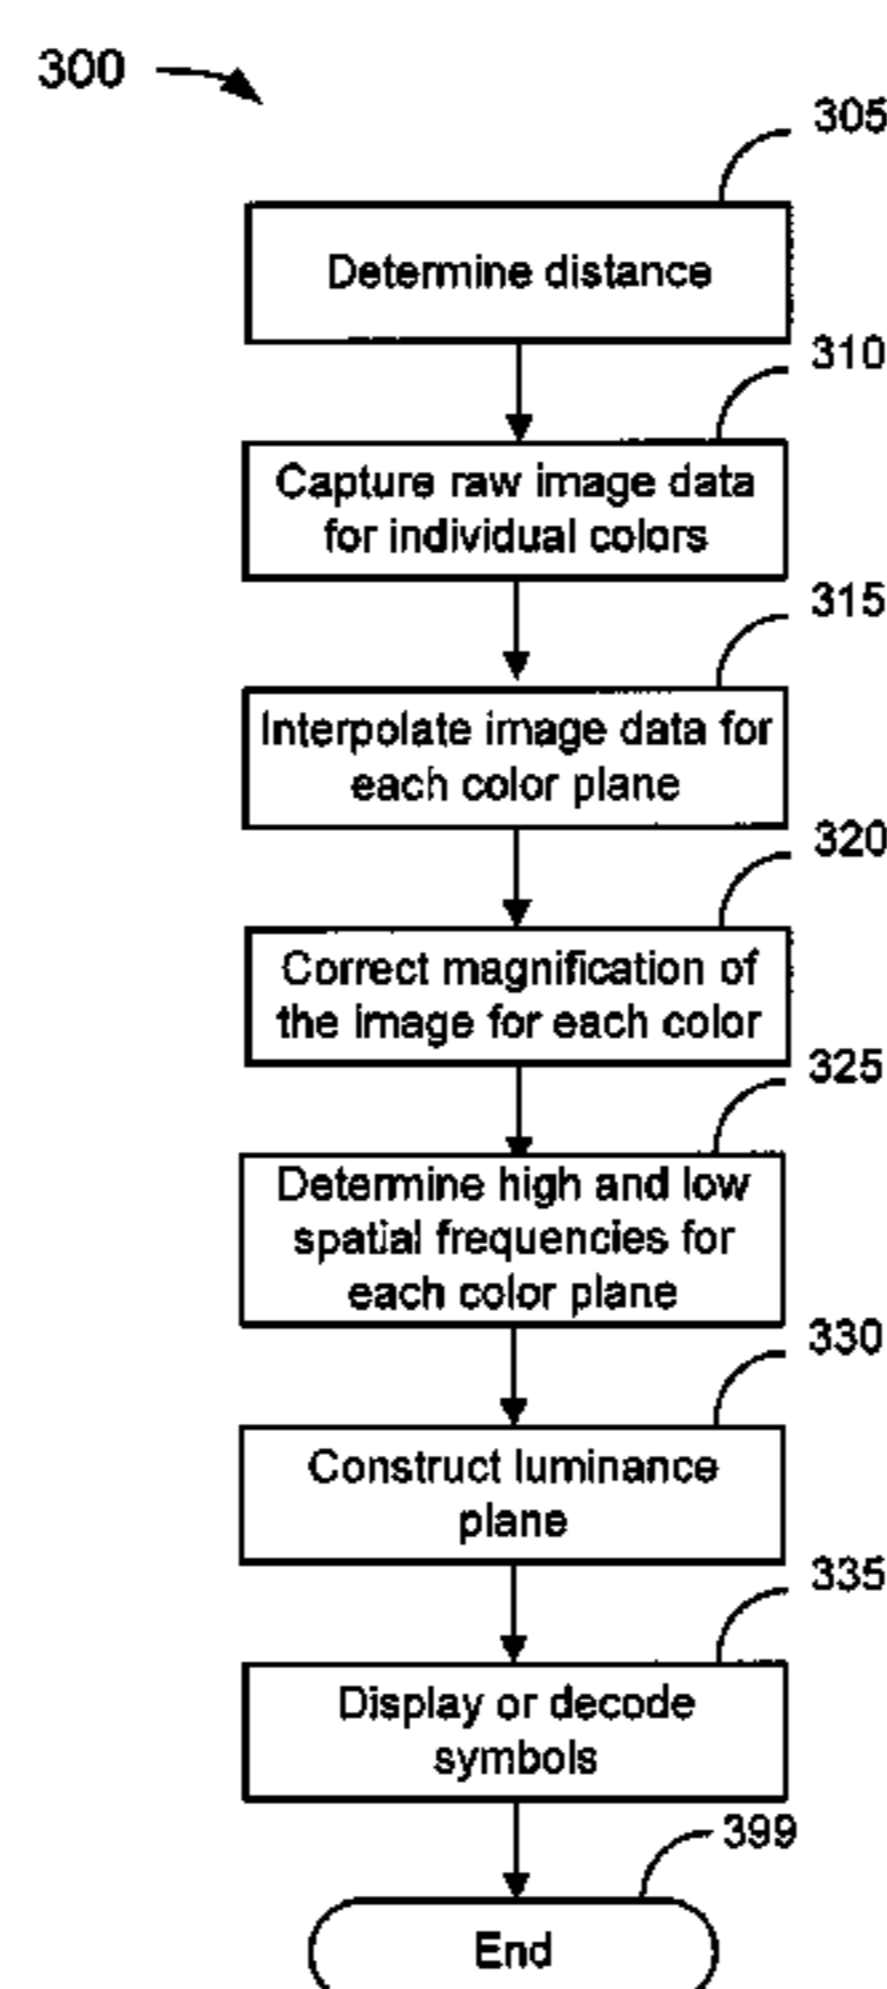 300
305
Determine distance
310
Capture raw image data
for individual colors
315
Interpolate image data for
each color plane
320
Correct magnification of
the image for each color
325
Determine high and low
spatial frequencies for
each color plane
330
Construct luminance
plane
335
Display or decode
symbols
399
End